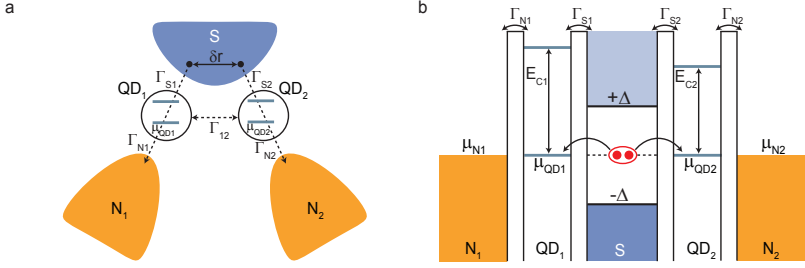 a
S
δr
Γ_S1
Γ_S2
QD_1
QD_2
μ_QD1
μ_QD2
Γ_12
Γ_N1
Γ_N2
N_1
N_2
b
Γ_N1
Γ_S1
Γ_S2
Γ_N2
E_C1
E_C2
+Δ
μ_N1
μ_QD1
μ_QD2
μ_N2
-Δ
N_1
QD_1
S
QD_2
N_2